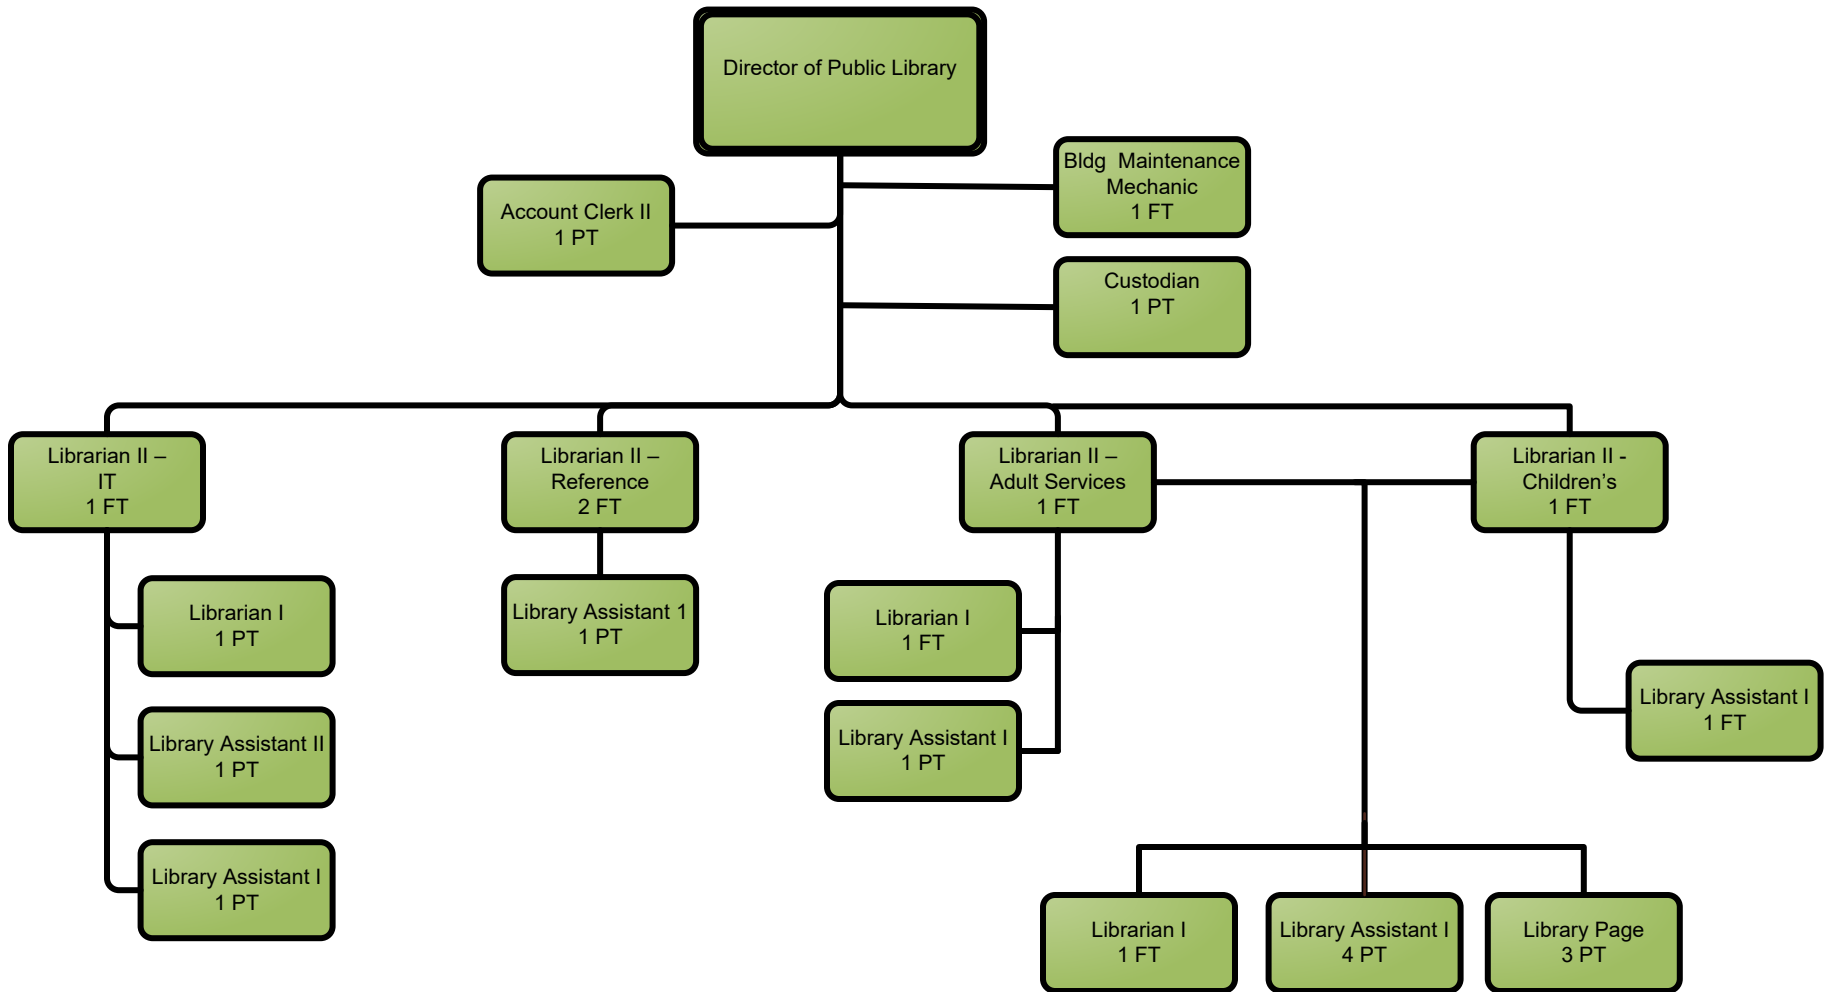 Director of Public Library
Bldg  Maintenance
Mechanic
1 FT
Account Clerk II
1 PT
Custodian
1 PT
Librarian II –
IT
1 FT
Librarian II –
Reference
2 FT
Librarian II –
Adult Services
1 FT
Librarian II -
Children’s
1 FT
Librarian I
1 PT
Library Assistant 1
1 PT
Librarian I
1 FT
Library Assistant I
1 FT
Library Assistant II
1 PT
Library Assistant I
1 PT
Library Assistant I
1 PT
Librarian I
1 FT
Library Assistant I
4 PT
Library Page
3 PT